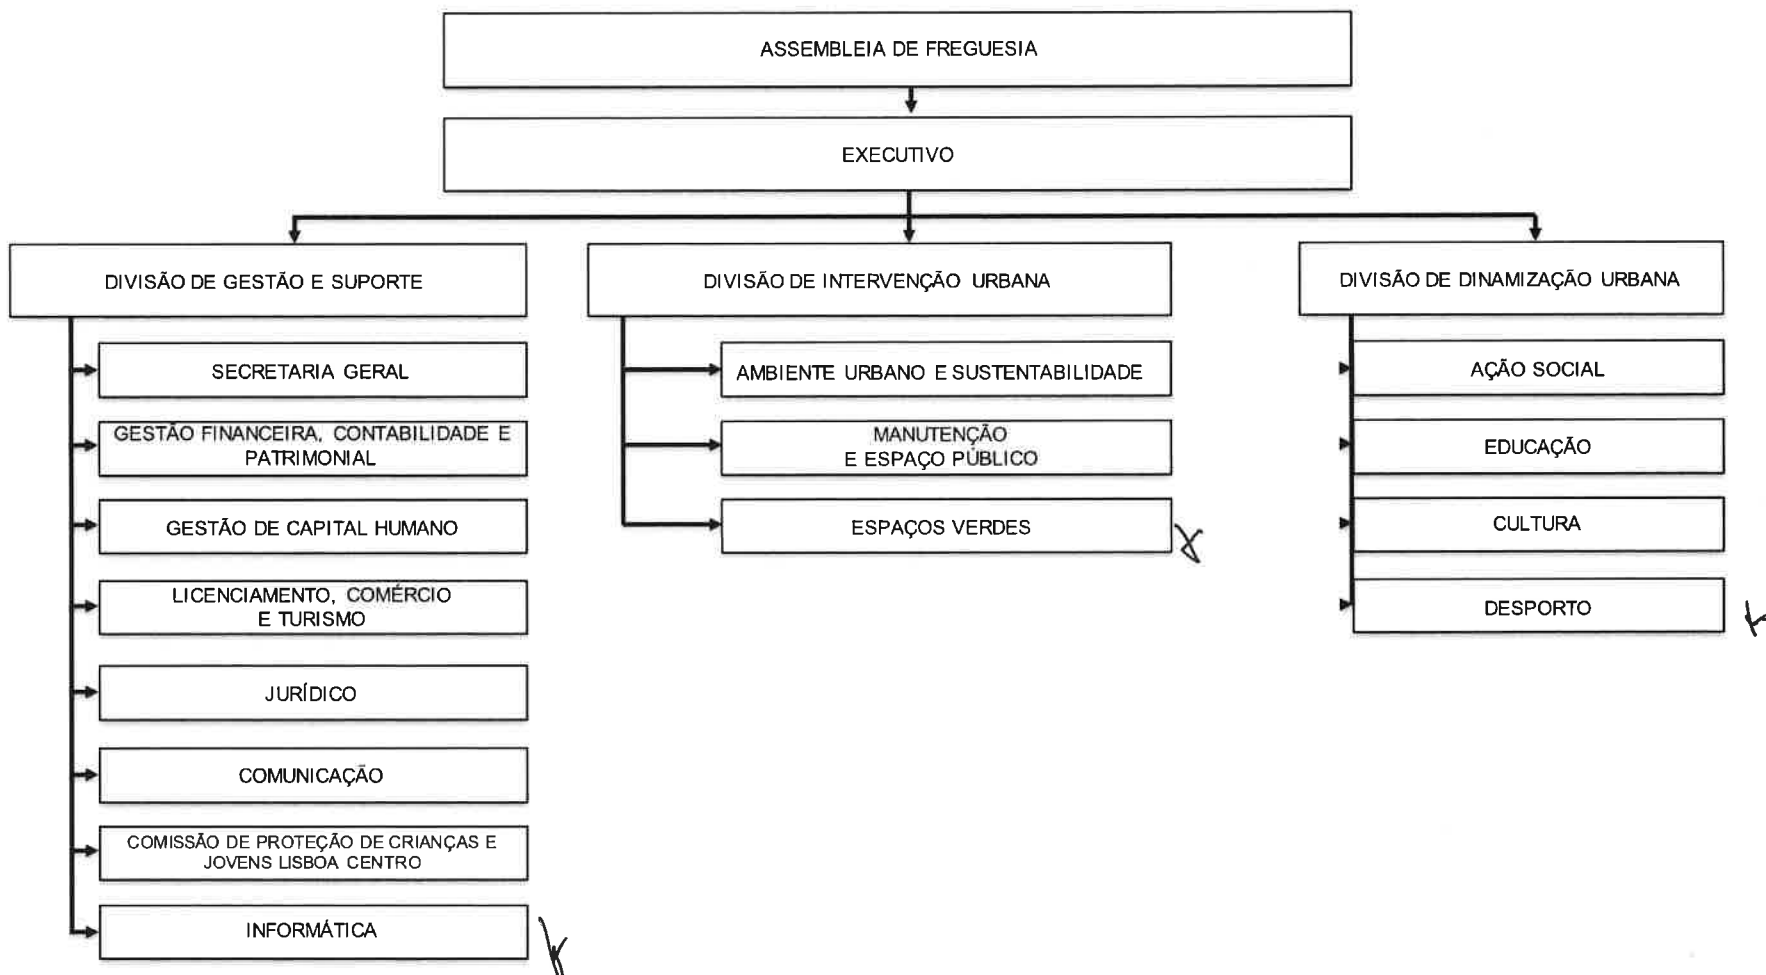 ASSEMBLEIA DE FREGUESIA
EXECUTIVO
DIVISÃO DE GESTÃO E SUPORTE
SECRETARIA GERAL
GESTÃO FINANCEIRA, CONTABILIDADE E
PATRIMONIAL
GESTÃO DE CAPITAL HUMANO
LICENCIAMENTO, COMÉRCIO
E TURISMO
JURÍDICO
COMUNICAÇÃO
COMISSÃO DE PROTEÇÃO DE CRIANÇAS E
JOVENS LISBOA CENTRO
INFORMÁTICA
DIVISÃO DE INTERVENÇÃO URBANA
AMBIENTE URBANO E SUSTENTABILIDADE
MANUTENÇÃO
E ESPAÇO PÚBLICO
ESPAÇOS VERDES
DIVISÃO DE DINAMIZAÇÃO URBANA
AÇÃO SOCIAL
EDUCAÇÃO
CULTURA
DESPORTO